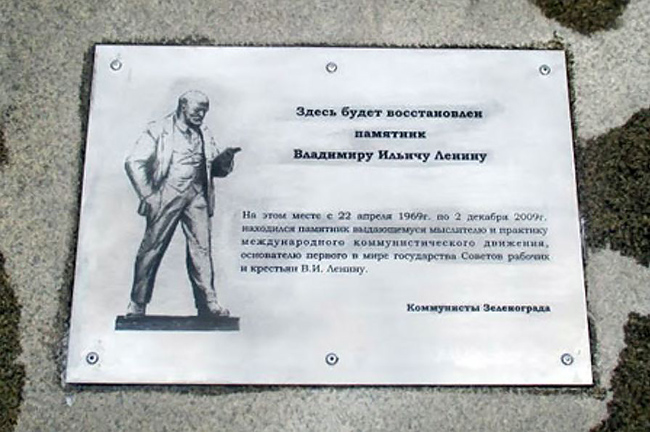 Здесь будет восстановлен
памятник
Владимиру Ильичу Ленину
На этом месте с 22 апреля 1969г. по 2 декабря 2009г.
находился памятник выдающемуся мыслителю и практику
международного коммунистического движения,
основателю первого в мире государства Советов рабочих
и крестьян В.И. Ленину.
Коммунисты Зеленограда